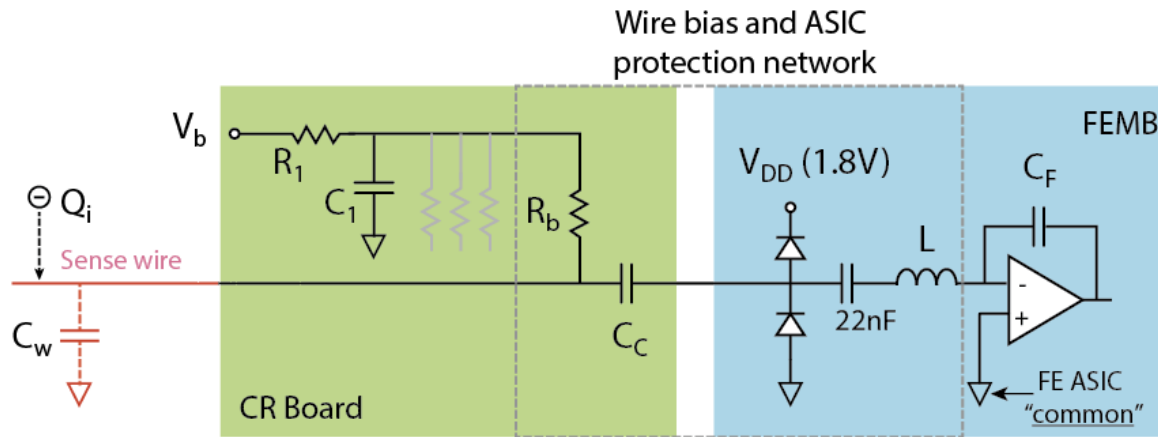 Wire bias and ASIC
protection network
V_b
R_1
C_1
R_b
V_DD (1.8V)
FEMB
C_F
Q_i
Sense wire
L
-
+
C_w
C_C
22nF
CR Board
FE ASIC
"common"